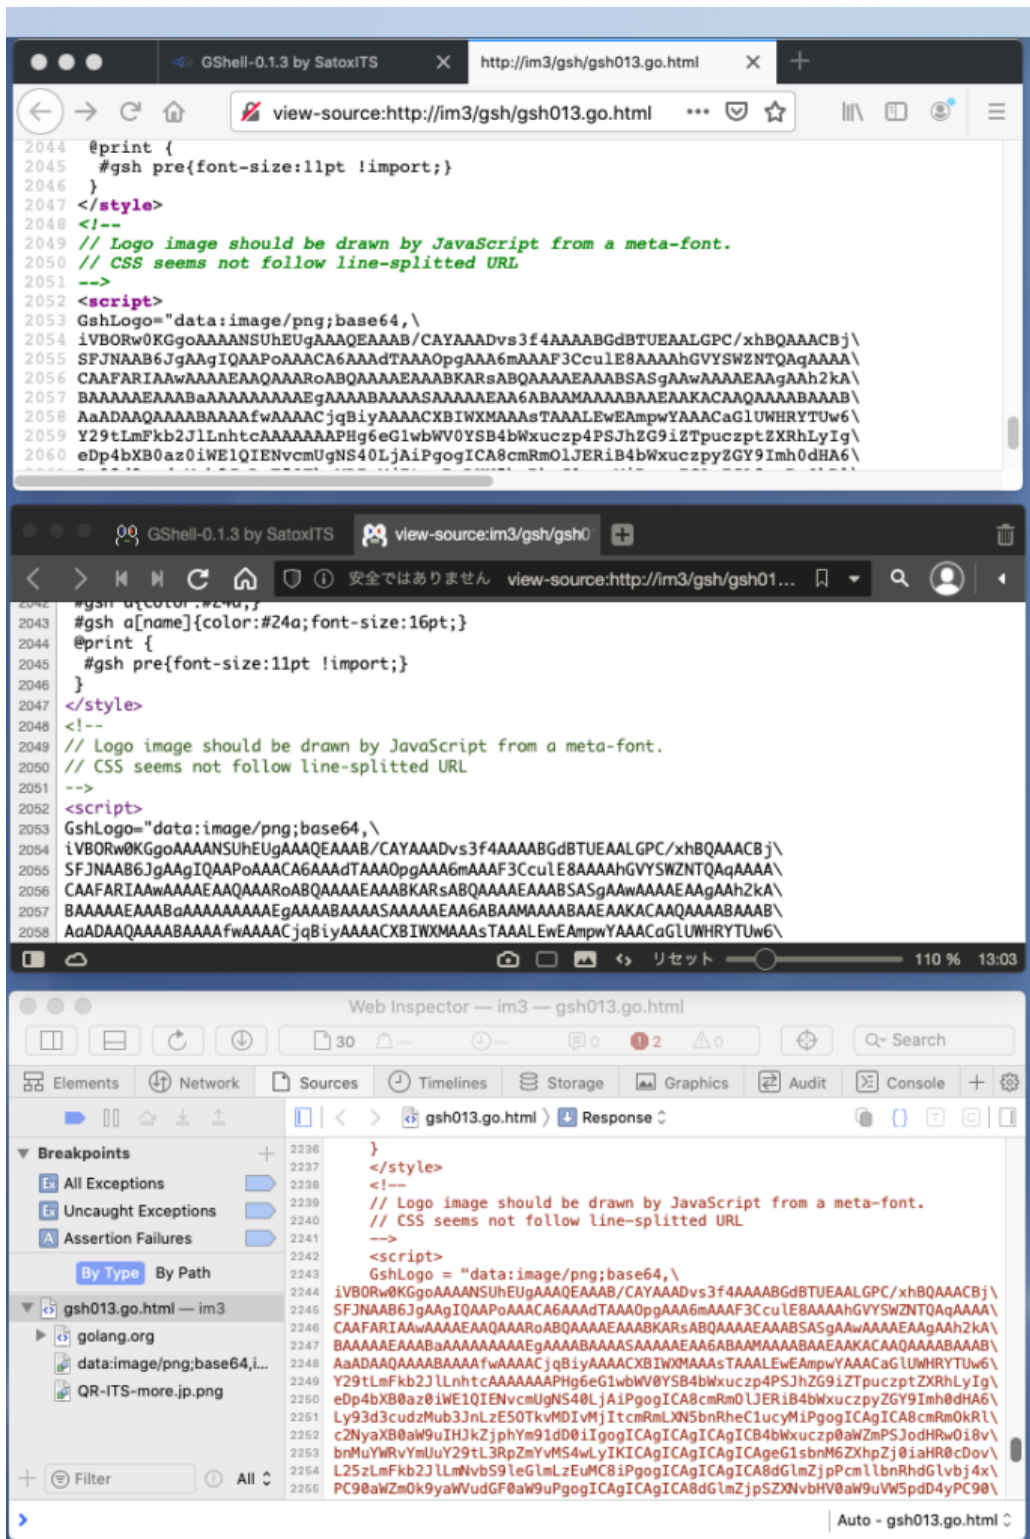 GShell-0.1.3 by SatoxITS
http://im3/gsh/gsh013.go.html
view-source:http://im3/gsh/gsh013.go.html
2044 @print {
2045 #gsh pre{font-size:11pt !import;}
2046 }
2047 </style>
2048 <!--
2049 // Logo image should be drawn by JavaScript from a meta-font.
2050 // CSS seems not follow line-splitted URL
2051 -->
2052 <script>
2053 GshLogo="data:image/png;base64,\
2054 iVBORw0KGgoAAAANSUhEUgAAAQEAAAB/CAYAAADvs3f4AAAABGdBTUEAALGPC/xhBQAAACBj\
2055 SFJNAAB6JgAAgIQAAPoAAACA6AAAdTAAAOpgAAA6mAAAF3CculE8AAAAhGVYSWZNTQAqAAAA\
2056 CAAFARIAAwAAAAEAAQAAARoABQAAAAEAAABKARsABQAAAAEAAABSASgAAwAAAAEAAgAAh2kA\
2057 BAAAAAEAAABaAAAAAAAAAEgAAAABAAAASAAAAAEAA6ABAAMAAAABAAEAAKACAAQAAAABAAAB\
2058 AaADAAQAAAABAAAAfwAAAACjqBiyAAAACXBIWXMAAAsTAAALEwEAmpwYAAACaGlUWHRYTUw6\
2059 Y29tLmFkb2JlLnhtcAAAAAAAPHg6eG1wbWV0YSB4bWxuczp4PSJhZG9iZTpuczptZXRhLyIg\
2060 eDp4bXB0az0iWE1QIENvcmUgNS40LjAiPgogICA8cmRmOlJERiB4bWxuczpyZGY9Imh0dHA6\
GShell-0.1.3 by SatoxITS
view-source:im3/gsh/gsh0
安全ではありません view-source:http://im3/gsh/gsh01...
2042 #gsh a{color:#24a;}
2043 #gsh a[name]{color:#24a;font-size:16pt;}
2044 @print {
2045 #gsh pre{font-size:11pt !import;}
2046 }
2047 </style>
2048 <!--
2049 // Logo image should be drawn by JavaScript from a meta-font.
2050 // CSS seems not follow line-splitted URL
2051 -->
2052 <script>
2053 GshLogo="data:image/png;base64,\
2054 iVBORw0KGgoAAAANSUhEUgAAAQEAAAB/CAYAAADvs3f4AAAABGdBTUEAALGPC/xhBQAAACBj\
2055 SFJNAAB6JgAAgIQAAPoAAACA6AAAdTAAAOpgAAA6mAAAF3CculE8AAAAhGVYSWZNTQAqAAAA\
2056 CAAFARIAAwAAAAEAAQAAARoABQAAAAEAAABKARsABQAAAAEAAABSASgAAwAAAAEAAgAAh2kA\
2057 BAAAAAEAAABaAAAAAAAAAEgAAAABAAAASAAAAAEAA6ABAAMAAAABAAEAAKACAAQAAAABAAAB\
2058 AaADAAQAAAABAAAAfwAAAACjqBiyAAAACXBIWXMAAAsTAAALEwEAmpwYAAACaGlUWHRYTUw6\
リセット 110 % 13:03
Web Inspector — im3 — gsh013.go.html
30 — — 0 2 0 Search
Elements Network Sources Timelines Storage Graphics Audit Console
gsh013.go.html Response
Breakpoints
All Exceptions
Uncaught Exceptions
Assertion Failures
By Type By Path
gsh013.go.html — im3
golang.org
data:image/png;base64,i...
QR-ITS-more.jp.png
Filter All
2236 }
2237 </style>
2238 <!--
2239 // Logo image should be drawn by JavaScript from a meta-font.
2240 // CSS seems not follow line-splitted URL
2241 -->
2242 <script>
2243 GshLogo = "data:image/png;base64,\
2244 iVBORw0KGgoAAAANSUhEUgAAAQEAAAB/CAYAAADvs3f4AAAABGdBTUEAALGPC/xhBQAAACBj\
2245 SFJNAAB6JgAAgIQAAPoAAACA6AAAdTAAAOpgAAA6mAAAF3CculE8AAAAhGVYSWZNTQAqAAAA\
2246 CAAFARIAAwAAAAEAAQAAARoABQAAAAEAAABKARsABQAAAAEAAABSASgAAwAAAAEAAgAAh2kA\
2247 BAAAAAEAAABaAAAAAAAAAEgAAAABAAAASAAAAAEAA6ABAAMAAAABAAEAAKACAAQAAAABAAAB\
2248 AaADAAQAAAABAAAAfwAAAACjqBiyAAAACXBIWXMAAAsTAAALEwEAmpwYAAACaGlUWHRYTUw6\
2249 Y29tLmFkb2JlLnhtcAAAAAAAPHg6eG1wbWV0YSB4bWxuczp4PSJhZG9iZTpuczptZXRhLyIg\
2250 eDp4bXB0az0iWE1QIENvcmUgNS40LjAiPgogICA8cmRmOlJERiB4bWxuczpyZGY9Imh0dHA6\
2251 Ly93d3cudzMub3JnLzE5OTkvMDIvMjItcmRmLXN5bnRheC1ucyMiPgogICAgICA8cmRmOkRl\
2252 c2NyaXB0aW9uIHJkZjphYm91dD0iIgogICAgICAgICAgICB4bWxuczp0aWZmPSJodHRwOi8v\
2253 bnMuYWRvYmUuY29tL3RpZmYvMS4wLyIKICAgICAgICAgICAgeG1sbnM6ZXhpZj0iaHR0cDov\
2254 L25zLmFkb2JlLmNvbS9leGlmLzEuMC8iPgogICAgICAgICA8dGlmZjpPcmllbnRhdGlvbj4x\
2255 PC90aWZmOk9yaWVudGF0aW9uPgogICAgICAgICA8dGlmZjpSZXNvbHV0aW9uVW5pdD4yPC90\
Auto - gsh013.go.html